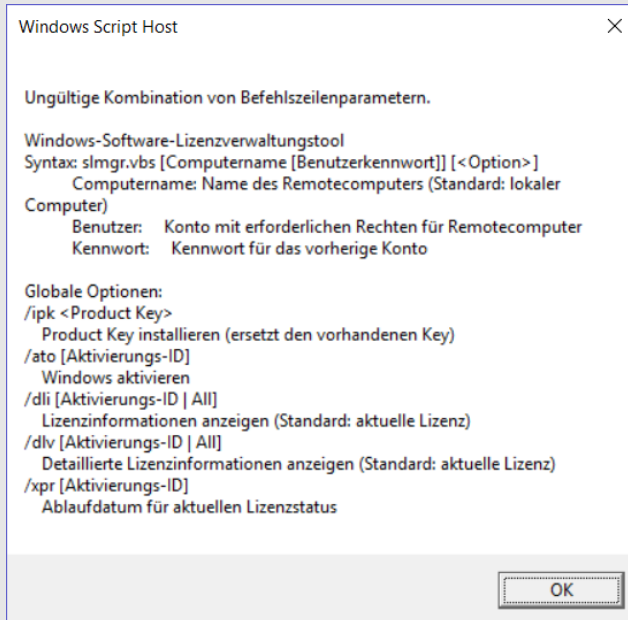 Windows Script Host
Ungültige Kombination von Befehlszeilenparametern.
Windows-Software-Lizenzverwaltungstool
Syntax: slmgr.vbs [Computername [Benutzerkennwort]] [<Option>]
Computername: Name des Remotecomputers (Standard: lokaler
Computer)
Benutzer: Konto mit erforderlichen Rechten für Remotecomputer
Kennwort: Kennwort für das vorherige Konto
Globale Optionen:
/ipk <Product Key>
Product Key installieren (ersetzt den vorhandenen Key)
/ato [Aktivierungs-ID]
Windows aktivieren
/dli [Aktivierungs-ID | All]
Lizenzinformationen anzeigen (Standard: aktuelle Lizenz)
/dlv [Aktivierungs-ID | All]
Detaillierte Lizenzinformationen anzeigen (Standard: aktuelle Lizenz)
/xpr [Aktivierungs-ID]
Ablaufdatum für aktuellen Lizenzstatus
OK